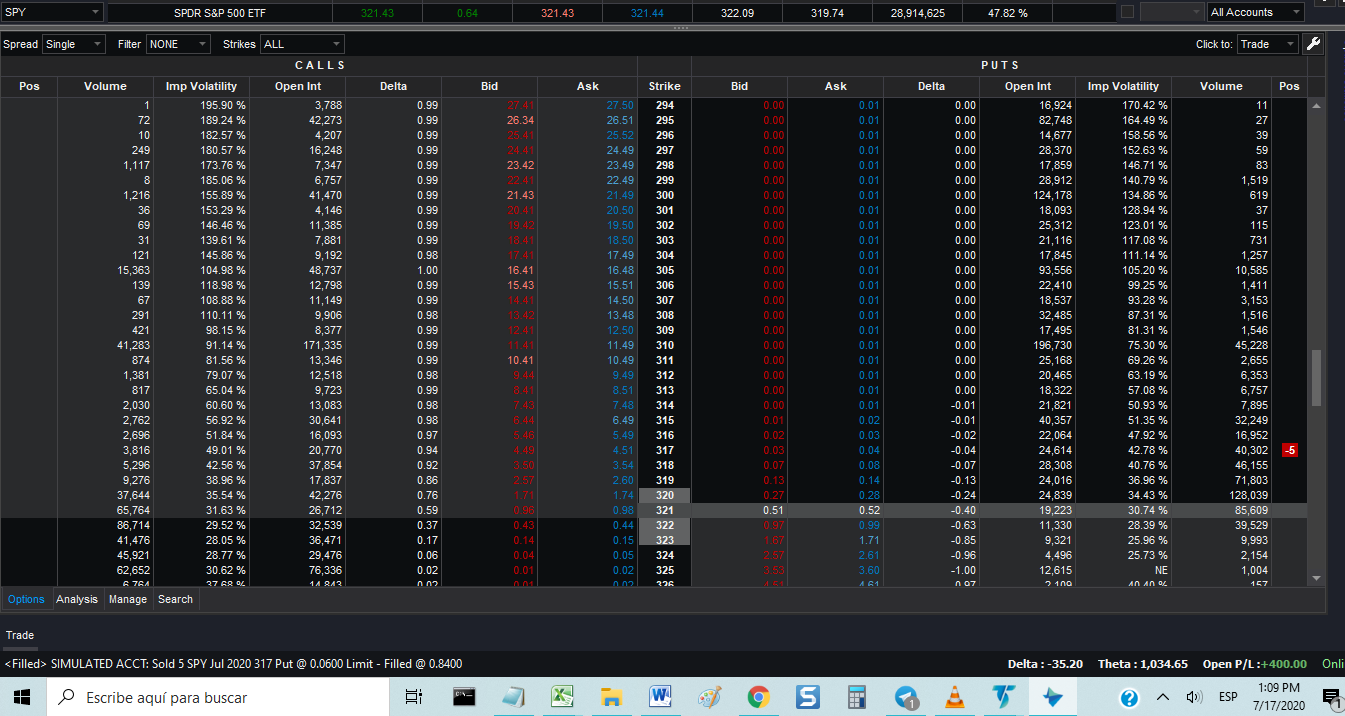 SPY SPDR S&P 500 ETF 321.43 0.64 321.43 321.44 322.09 319.74 28,914,625 47.82 % All Accounts
Spread Single Filter NONE Strikes ALL Click to: Trade
CALLS PUTS
Pos Volume Imp Volatility Open Int Delta Bid Ask Strike Bid Ask Delta Open Int Imp Volatility Volume Pos
1 195.90 % 3,788 0.99 27.41 27.50 294 0.00 0.01 0.00 16,924 170.42 % 11
72 189.24 % 42,273 0.99 26.34 26.51 295 0.00 0.01 0.00 82,748 164.49 % 27
10 182.57 % 4,207 0.99 25.41 25.52 296 0.00 0.01 0.00 14,677 158.56 % 39
249 180.57 % 16,248 0.99 24.41 24.49 297 0.00 0.01 0.00 28,370 152.63 % 59
1,117 173.76 % 7,347 0.99 23.42 23.49 298 0.00 0.01 0.00 17,859 146.71 % 83
8 185.06 % 6,757 0.99 22.41 22.49 299 0.00 0.01 0.00 28,912 140.79 % 1,519
1,216 155.89 % 41,470 0.99 21.43 21.49 300 0.00 0.01 0.00 124,178 134.86 % 619
36 153.29 % 4,146 0.99 20.41 20.50 301 0.00 0.01 0.00 18,093 128.94 % 37
69 146.46 % 11,385 0.99 19.42 19.50 302 0.00 0.01 0.00 25,312 123.01 % 115
31 139.61 % 7,881 0.99 18.41 18.50 303 0.00 0.01 0.00 21,116 117.08 % 731
121 145.86 % 9,192 0.98 17.41 17.49 304 0.00 0.01 0.00 17,845 111.14 % 1,257
15,363 104.98 % 48,737 1.00 16.41 16.48 305 0.00 0.01 0.00 93,556 105.20 % 10,585
139 118.98 % 12,798 0.99 15.43 15.51 306 0.00 0.01 0.00 22,410 99.25 % 1,411
67 108.88 % 11,149 0.99 14.41 14.50 307 0.00 0.01 0.00 18,537 93.28 % 3,153
291 110.11 % 9,906 0.98 13.42 13.48 308 0.00 0.01 0.00 32,485 87.31 % 1,516
421 98.15 % 8,377 0.99 12.41 12.50 309 0.00 0.01 0.00 17,495 81.31 % 1,546
41,283 91.14 % 171,335 0.99 11.41 11.49 310 0.00 0.01 0.00 196,730 75.30 % 45,228
874 81.56 % 13,346 0.99 10.41 10.49 311 0.00 0.01 0.00 25,168 69.26 % 2,655
1,381 79.07 % 12,518 0.98 9.44 9.49 312 0.00 0.01 0.00 20,465 63.19 % 6,353
817 65.04 % 9,723 0.99 8.41 8.51 313 0.00 0.01 0.00 18,322 57.08 % 6,757
2,030 60.60 % 13,083 0.98 7.43 7.48 314 0.00 0.01 -0.01 21,821 50.93 % 7,895
2,762 56.92 % 30,641 0.98 6.44 6.49 315 0.01 0.02 -0.01 40,357 51.35 % 32,249
2,696 51.84 % 16,093 0.97 5.46 5.49 316 0.02 0.03 -0.02 22,064 47.92 % 16,952
3,816 49.01 % 20,770 0.94 4.49 4.51 317 0.03 0.04 -0.04 24,614 42.78 % 40,302 -5
5,296 42.56 % 37,854 0.92 3.50 3.54 318 0.07 0.08 -0.07 28,308 40.76 % 46,155
9,276 38.96 % 17,837 0.86 2.57 2.60 319 0.13 0.14 -0.13 24,016 36.96 % 71,803
37,644 35.54 % 42,276 0.76 1.71 1.74 320 0.27 0.28 -0.24 24,839 34.43 % 128,039
65,764 31.63 % 26,712 0.59 0.96 0.98 321 0.51 0.52 -0.40 19,223 30.74 % 85,609
86,714 29.52 % 32,539 0.37 0.43 0.44 322 0.97 0.99 -0.63 11,330 28.39 % 39,529
41,476 28.05 % 36,471 0.17 0.14 0.15 323 1.67 1.71 -0.85 9,321 25.96 % 9,993
45,921 28.77 % 29,476 0.06 0.04 0.05 324 2.57 2.61 -0.96 4,496 25.73 % 2,154
62,652 30.62 % 76,336 0.02 0.01 0.02 325 3.53 3.60 -1.00 12,615 NE 1,004
6,764 37.68 % 14,843 0.02 0.01 0.02 326 4.51 4.61 -0.97 2,109 40.40 % 157
Options Analysis Manage Search
Trade
<Filled> SIMULATED ACCT: Sold 5 SPY Jul 2020 317 Put @ 0.0600 Limit - Filled @ 0.8400 Delta : -35.20 Theta : 1,034.65 Open P/L :+400.00 Onli
Escribe aquí para buscar ESP 1:09 PM
7/17/2020